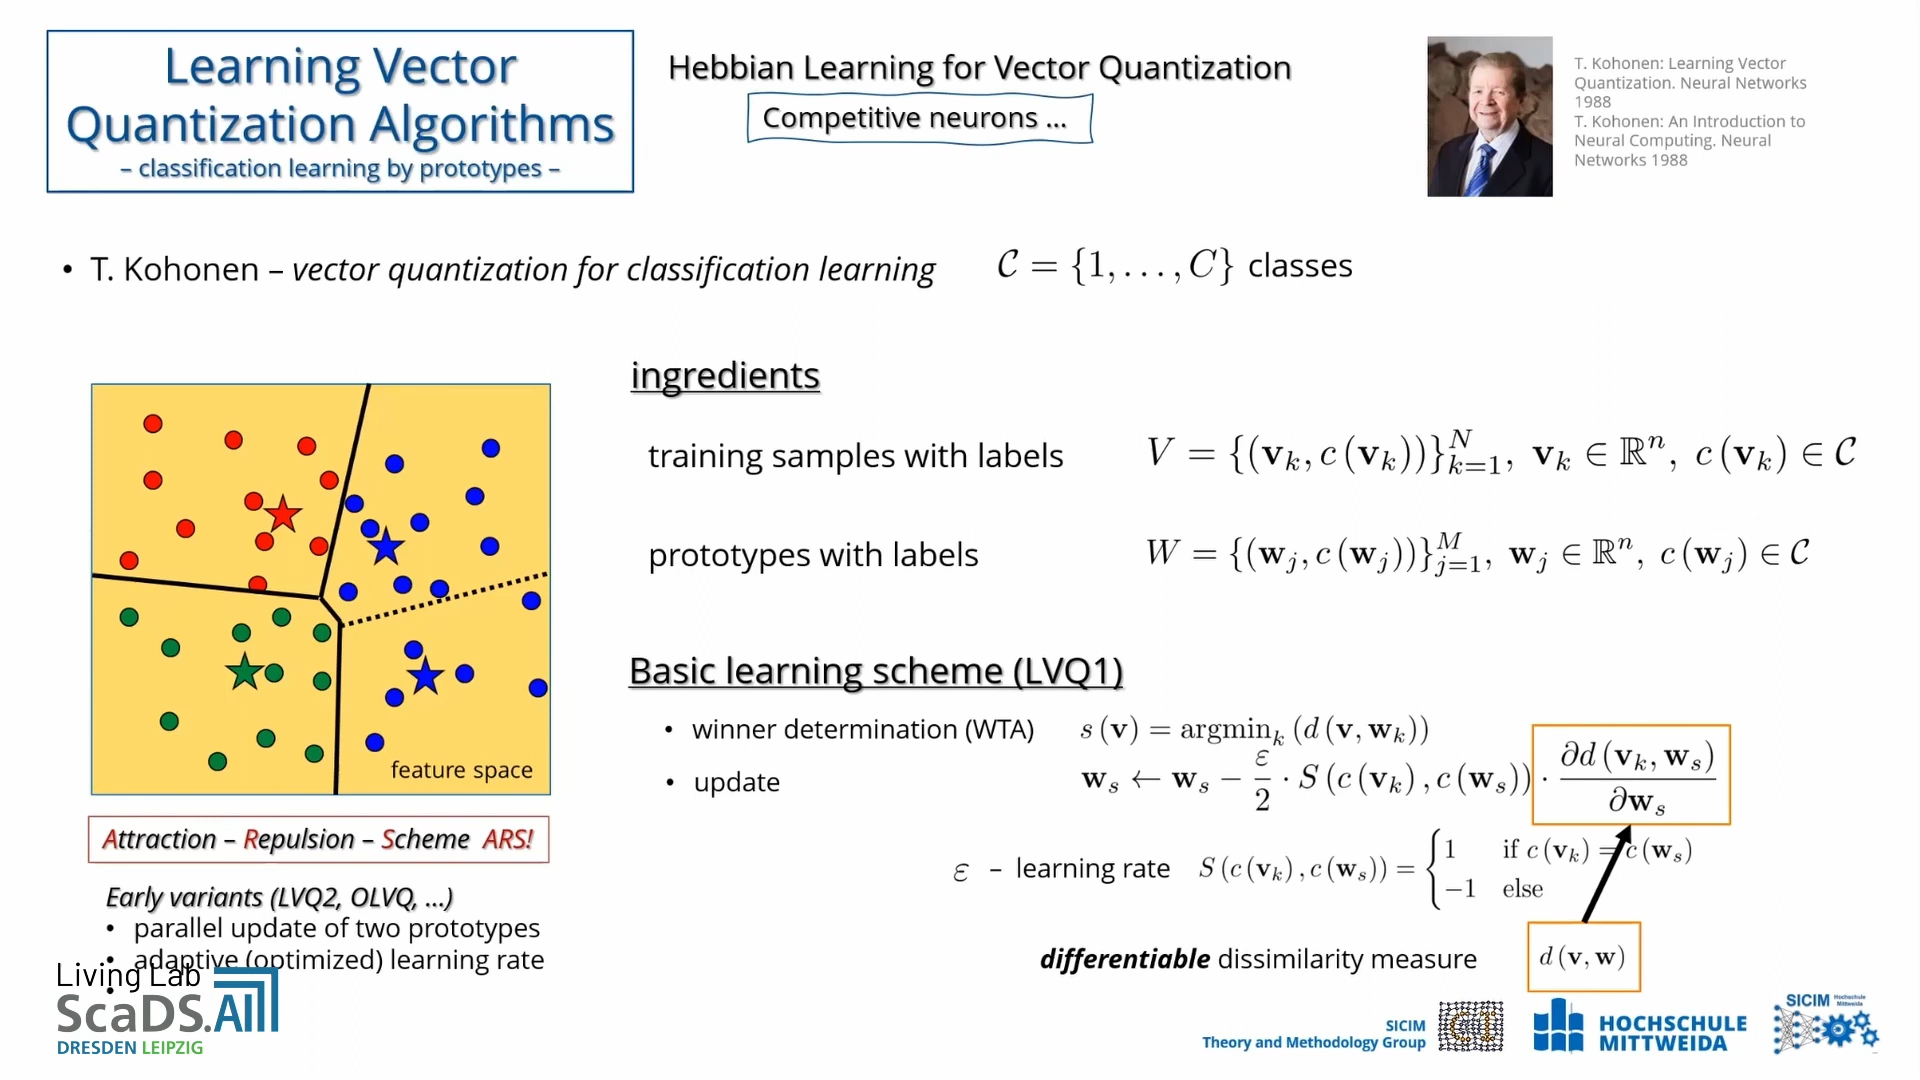 Learning Vector
Quantization Algorithms
– classification learning by prototypes –
Hebbian Learning for Vector Quantization
Competitive neurons ...
T. Kohonen: Learning Vector
Quantization. Neural Networks
1988
T. Kohonen: An Introduction to
Neural Computing. Neural
Networks 1988
• T. Kohonen – vector quantization for classification learning
𝒞 = {1, . . . , C} classes
ingredients
training samples with labels V = {(v_k, c (v_k))}_{k=1}^N, v_k ∈ ℝ^n, c (v_k) ∈ 𝒞
prototypes with labels W = {(w_j, c (w_j))}_{j=1}^M, w_j ∈ ℝ^n, c (w_j) ∈ 𝒞
feature space
Basic learning scheme (LVQ1)
• winner determination (WTA) s (v) = argmin_k (d (v, w_k))
• update w_s ← w_s − ε/2 · S (c (v_k) , c (w_s)) · ∂d (v_k, w_s) / ∂w_s
ε – learning rate S (c (v_k) , c (w_s)) = { 1 if c (v_k) = c (w_s)
−1 else
differentiable dissimilarity measure d (v, w)
Attraction – Repulsion – Scheme ARS!
Early variants (LVQ2, OLVQ, ...)
• parallel update of two prototypes
• adaptive (optimized) learning rate
•
Living Lab
ScaDS.AI
DRESDEN LEIPZIG
SICIM
Theory and Methodology Group
HOCHSCHULE
MITTWEIDA
SICIM Hochschule
Mittweida